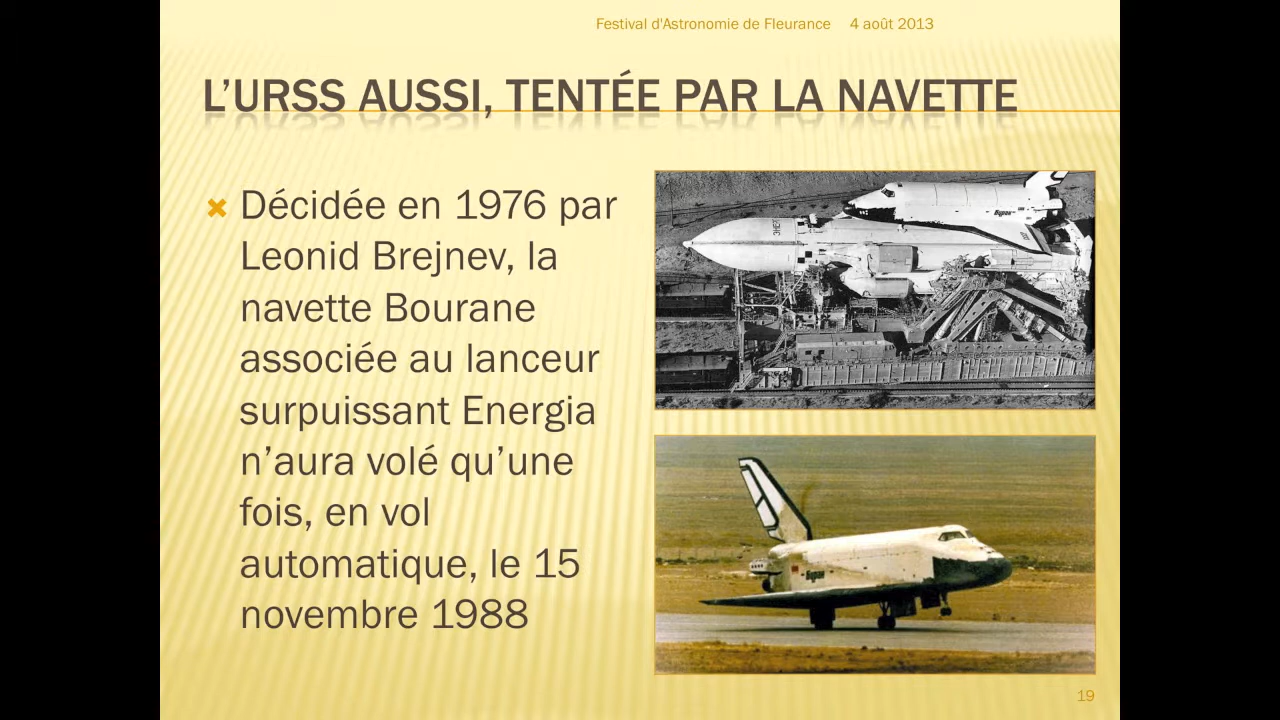 Festival d'Astronomie de Fleurance 4 août 2013
L’URSS AUSSI, TENTÉE PAR LA NAVETTE
Décidée en 1976 par
Leonid Brejnev, la
navette Bourane
associée au lanceur
surpuissant Energia
n’aura volé qu’une
fois, en vol
automatique, le 15
novembre 1988
Буран
Буран
19